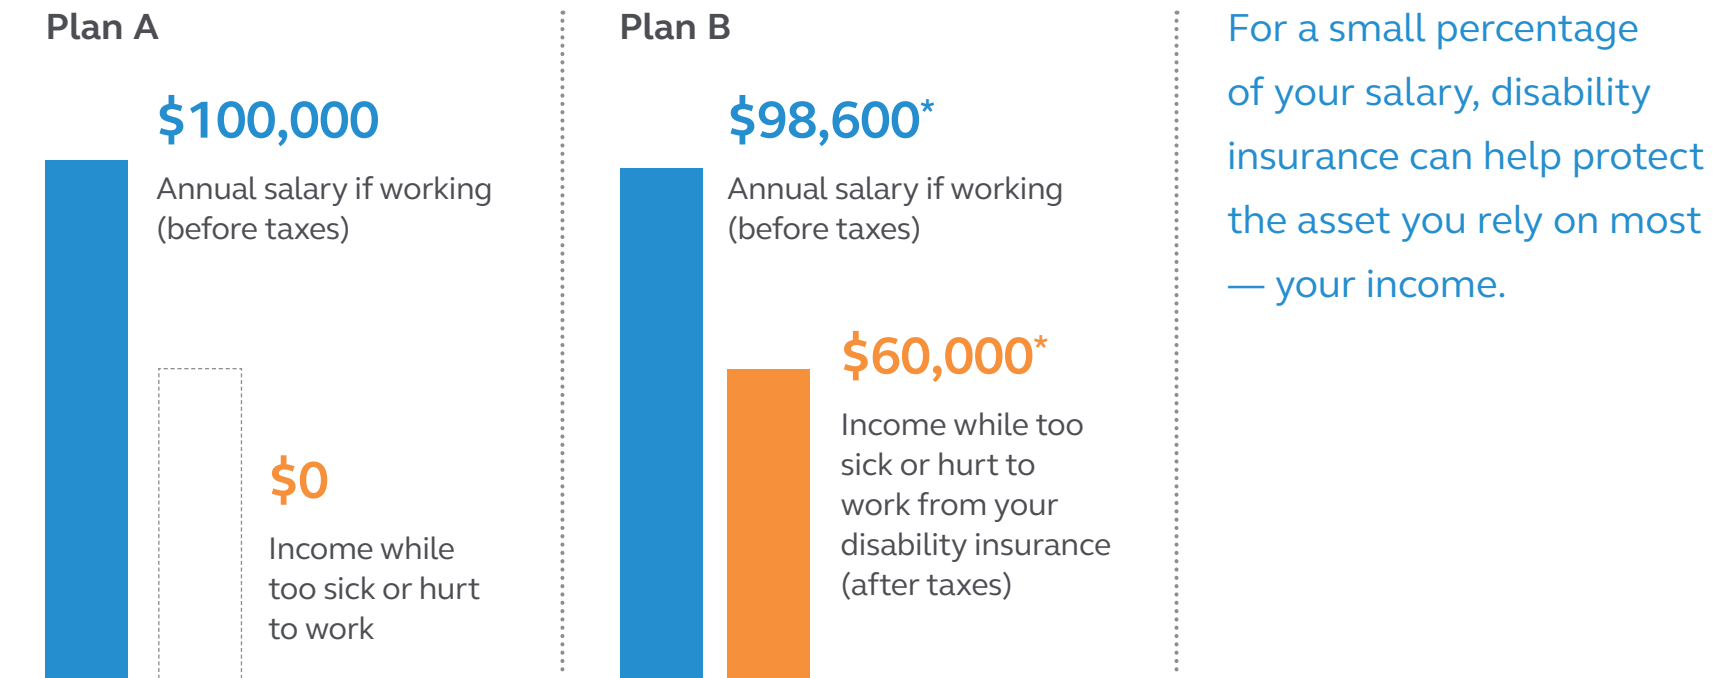 Plan A
$100,000
Annual salary if working
(before taxes)
$0
Income while
too sick or hurt
to work
Plan B
$98,600*
Annual salary if working
(before taxes)
$60,000*
Income while too
sick or hurt to
work from your
disability insurance
(after taxes)
For a small percentage
of your salary, disability
insurance can help protect
the asset you rely on most
— your income.